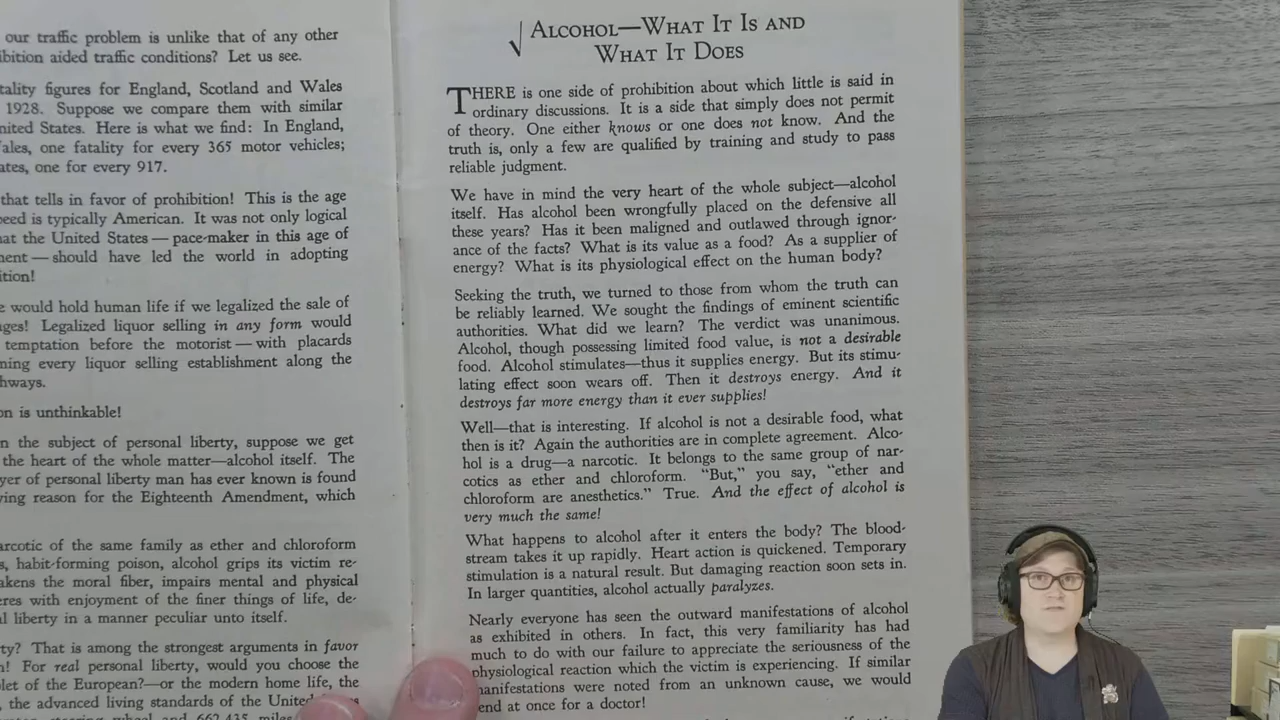 our traffic problem is unlike that of any other
ibition aided traffic conditions? Let us see.
tality figures for England, Scotland and Wales
1928. Suppose we compare them with similar
nited States. Here is what we find: In England,
ales, one fatality for every 365 motor vehicles;
ates, one for every 917.
that tells in favor of prohibition! This is the age
peed is typically American. It was not only logical
at the United States — pace-maker in this age of
ment — should have led the world in adopting
ition!
e would hold human life if we legalized the sale of
ages! Legalized liquor selling in any form would
temptation before the motorist — with placards
ning every liquor selling establishment along the
hways.
on is unthinkable!
n the subject of personal liberty, suppose we get
the heart of the whole matter—alcohol itself. The
yer of personal liberty man has ever known is found
ying reason for the Eighteenth Amendment, which
arcotic of the same family as ether and chloroform
s, habit-forming poison, alcohol grips its victim re-
akens the moral fiber, impairs mental and physical
eres with enjoyment of the finer things of life, de-
al liberty in a manner peculiar unto itself.
ty? That is among the strongest arguments in favor
n! For real personal liberty, would you choose the
let of the European?—or the modern home life, the
, the advanced living standards of the United
steering wheel and 662,435 miles
√ ALCOHOL—WHAT IT IS AND
WHAT IT DOES
THERE is one side of prohibition about which little is said in
ordinary discussions. It is a side that simply does not permit
of theory. One either knows or one does not know. And the
truth is, only a few are qualified by training and study to pass
reliable judgment.
We have in mind the very heart of the whole subject—alcohol
itself. Has alcohol been wrongfully placed on the defensive all
these years? Has it been maligned and outlawed through ignor-
ance of the facts? What is its value as a food? As a supplier of
energy? What is its physiological effect on the human body?
Seeking the truth, we turned to those from whom the truth can
be reliably learned. We sought the findings of eminent scientific
authorities. What did we learn? The verdict was unanimous.
Alcohol, though possessing limited food value, is not a desirable
food. Alcohol stimulates—thus it supplies energy. But its stimu-
lating effect soon wears off. Then it destroys energy. And it
destroys far more energy than it ever supplies!
Well—that is interesting. If alcohol is not a desirable food, what
then is it? Again the authorities are in complete agreement. Alco-
hol is a drug—a narcotic. It belongs to the same group of nar-
cotics as ether and chloroform. "But," you say, "ether and
chloroform are anesthetics." True. And the effect of alcohol is
very much the same!
What happens to alcohol after it enters the body? The blood-
stream takes it up rapidly. Heart action is quickened. Temporary
stimulation is a natural result. But damaging reaction soon sets in.
In larger quantities, alcohol actually paralyzes.
Nearly everyone has seen the outward manifestations of alcohol
as exhibited in others. In fact, this very familiarity has had
much to do with our failure to appreciate the seriousness of the
physiological reaction which the victim is experiencing. If similar
manifestations were noted from an unknown cause, we would
send at once for a doctor!